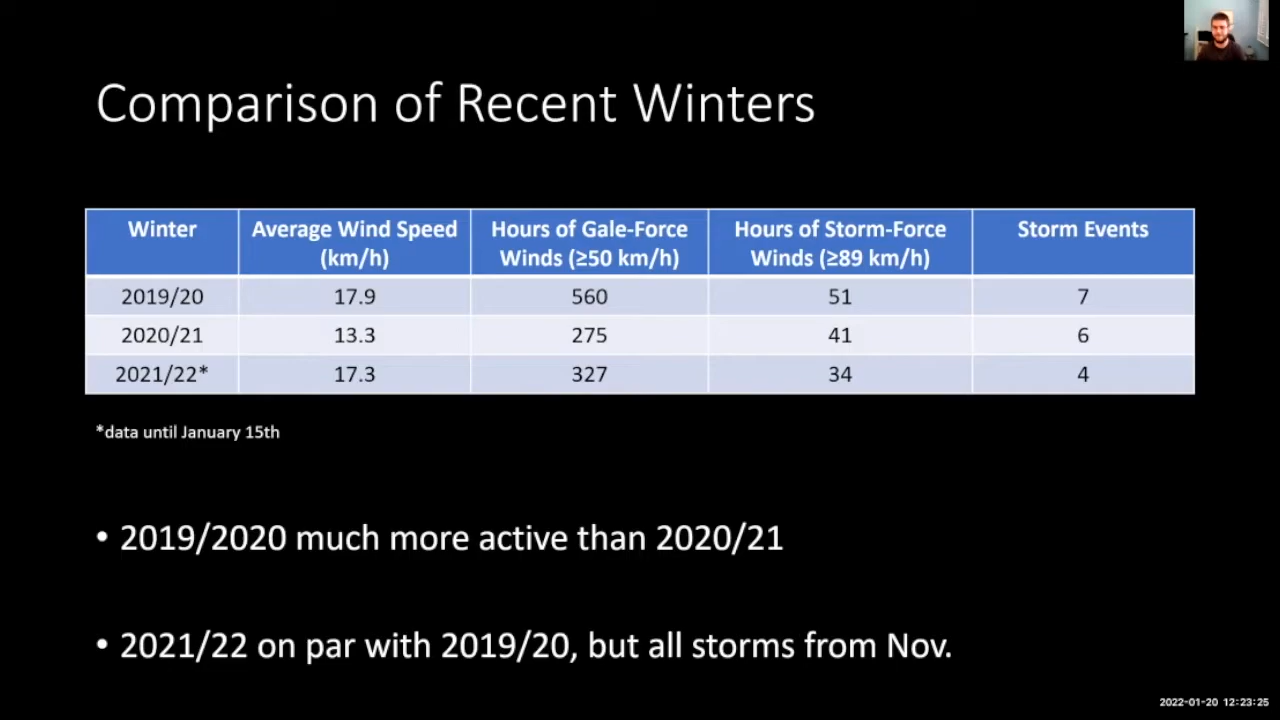 Comparison of Recent Winters
Winter Average Wind Speed (km/h) Hours of Gale-Force Winds (≥50 km/h) Hours of Storm-Force Winds (≥89 km/h) Storm Events
2019/20 17.9 560 51 7
2020/21 13.3 275 41 6
2021/22* 17.3 327 34 4
*data until January 15th
• 2019/2020 much more active than 2020/21
• 2021/22 on par with 2019/20, but all storms from Nov.
2022-01-20 12:23:25